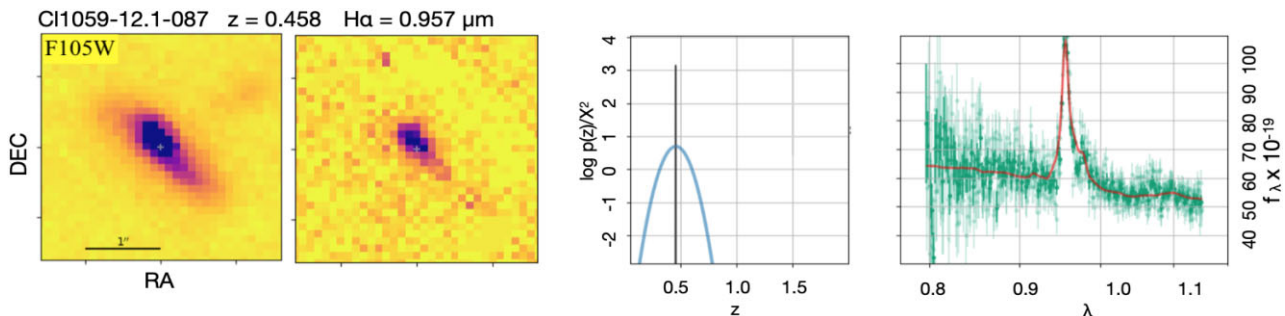 Cl1059-12.1-087 z = 0.458 Hα = 0.957 μm
F105W
DEC
1"
RA
log p(z)/X²
4
3
2
1
0
-1
-2
0.5 1.0 1.5
z
100
90
80
70
60
50
40
f λ x 10⁻¹⁹
0.8 0.9 1.0 1.1
λ